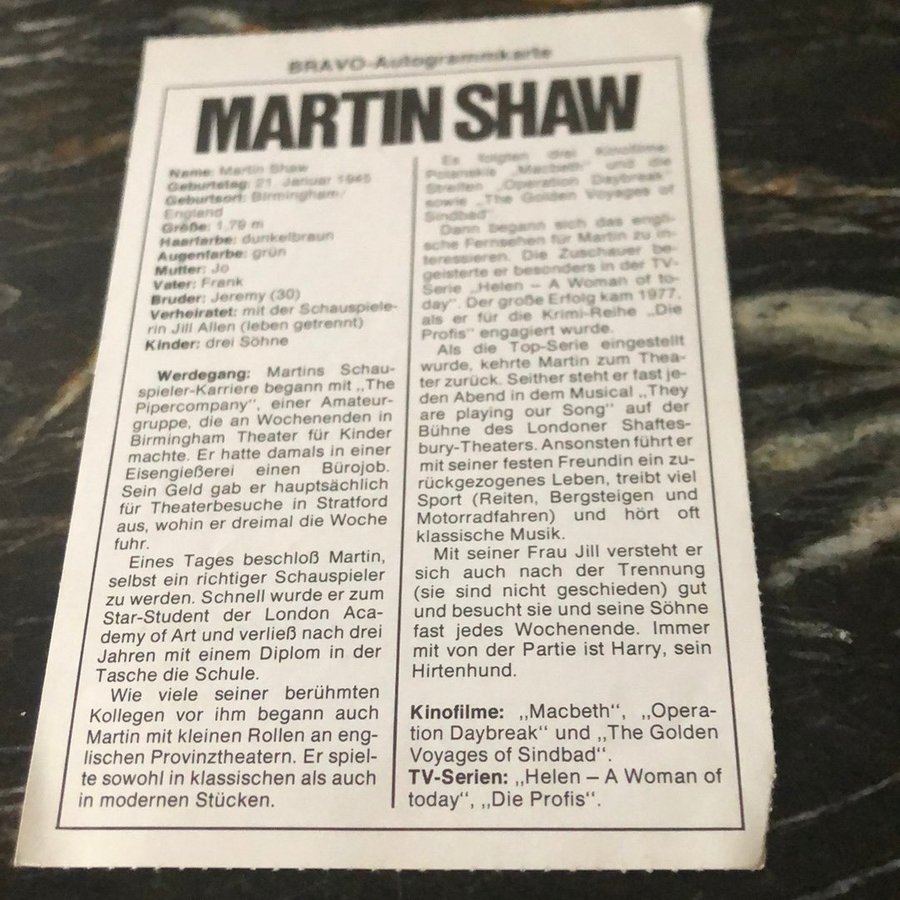 BRAVO-Autogrammkarte
MARTIN SHAW
Name: Martin Shaw
Geburtstag: 21. Januar 1945
Geburtsort: Birmingham/
England
Größe: 1,79 m
Haarfarbe: dunkelbraun
Augenfarbe: grün
Mutter: Jo
Vater: Frank
Bruder: Jeremy (30)
Verheiratet: mit der Schauspiele-
rin Jill Allen (leben getrennt)
Kinder: drei Söhne
Werdegang: Martins Schau-
spieler-Karriere begann mit „The
Pipercompany“, einer Amateur-
gruppe, die an Wochenenden in
Birmingham Theater für Kinder
machte. Er hatte damals in einer
Eisengießerei einen Bürojob.
Sein Geld gab er hauptsächlich
für Theaterbesuche in Stratford
aus, wohin er dreimal die Woche
fuhr.
Eines Tages beschloß Martin,
selbst ein richtiger Schauspieler
zu werden. Schnell wurde er zum
Star-Student der London Aca-
demy of Art und verließ nach drei
Jahren mit einem Diplom in der
Tasche die Schule.
Wie viele seiner berühmten
Kollegen vor ihm begann auch
Martin mit kleinen Rollen an eng-
lischen Provinztheatern. Er spiel-
te sowohl in klassischen als auch
in modernen Stücken.
Es folgten drei Kinofilme:
Polanskis „Macbeth“ und die
Streifen „Operation Daybreak“
sowie „The Golden Voyages of
Sindbad“.
Dann begann sich das engli-
sche Fernsehen für Martin zu in-
teressieren. Die Zuschauer be-
geisterte er besonders in der TV-
Serie „Helen – A Woman of to-
day“. Der große Erfolg kam 1977,
als er für die Krimi-Reihe „Die
Profis“ engagiert wurde.
Als die Top-Serie eingestellt
wurde, kehrte Martin zum Thea-
ter zurück. Seither steht er fast je-
den Abend in dem Musical „They
are playing our Song“ auf der
Bühne des Londoner Shaftes-
bury-Theaters. Ansonsten führt er
mit seiner festen Freundin ein zu-
rückgezogenes Leben, treibt viel
Sport (Reiten, Bergsteigen und
Motorradfahren) und hört oft
klassische Musik.
Mit seiner Frau Jill versteht er
sich auch nach der Trennung
(sie sind nicht geschieden) gut
und besucht sie und seine Söhne
fast jedes Wochenende. Immer
mit von der Partie ist Harry, sein
Hirtenhund.
Kinofilme: „Macbeth“, „Opera-
tion Daybreak“ und „The Golden
Voyages of Sindbad“.
TV-Serien: „Helen – A Woman of
today“, „Die Profis“.